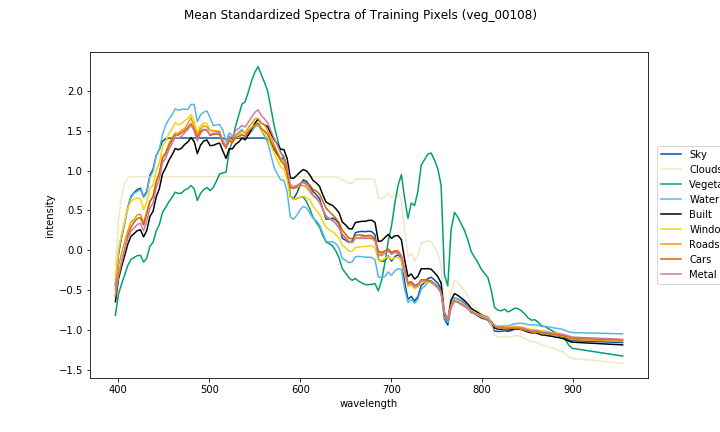 Mean Standardized Spectra of Training Pixels (veg_00108)
2.0
1.5
1.0
0.5
0.0
−0.5
−1.0
−1.5
intensity
400 500 600 700 800 900
wavelength
Sky
Clouds
Vegeta
Water
Built
Windo
Roads
Cars
Metal